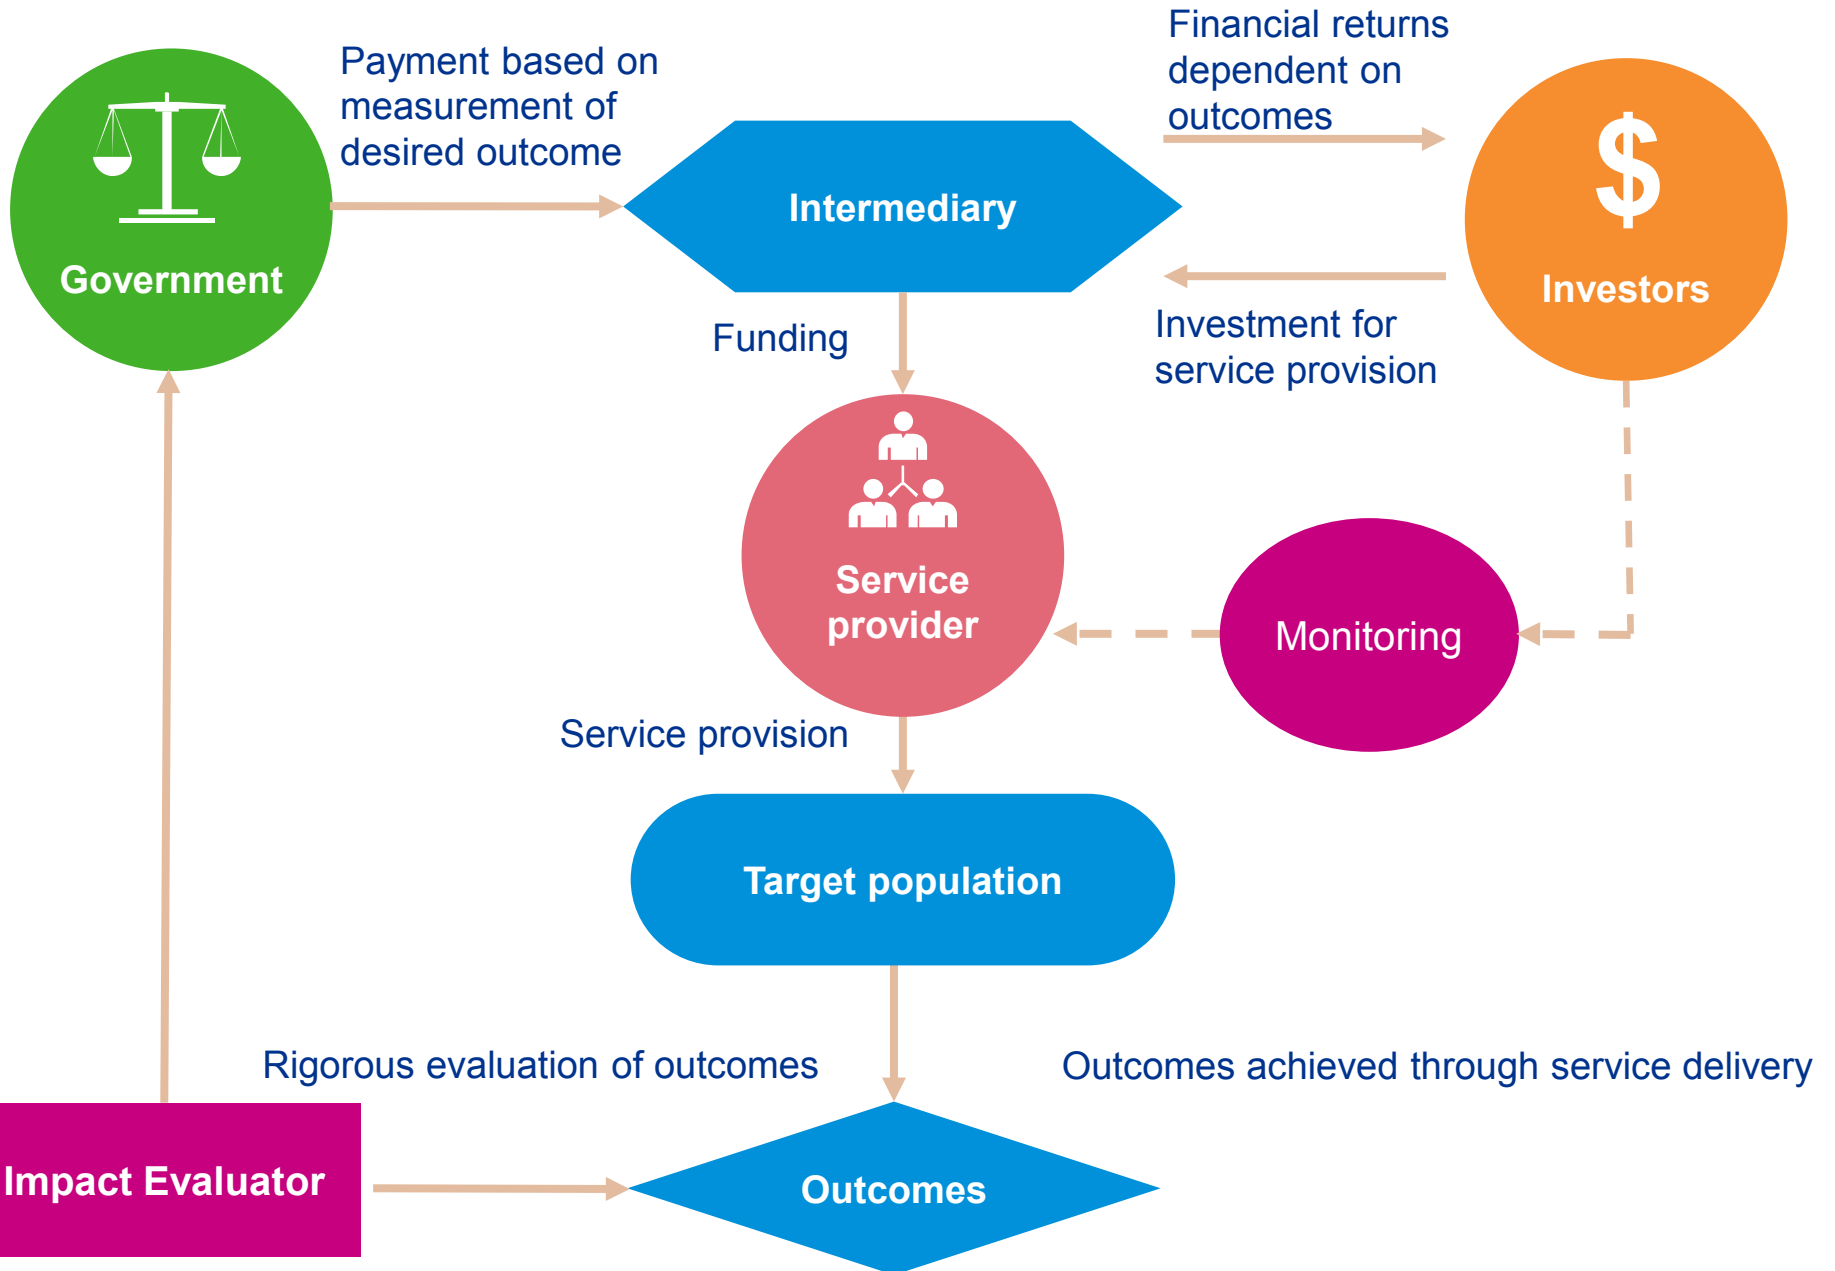 Payment based on
measurement of
desired outcome
Financial returns
dependent on
outcomes
$
Government
Intermediary
Investors
Funding
Investment for
service provision
Service
provider
Monitoring
Service provision
Target population
Rigorous evaluation of outcomes
Outcomes achieved through service delivery
Impact Evaluator
Outcomes